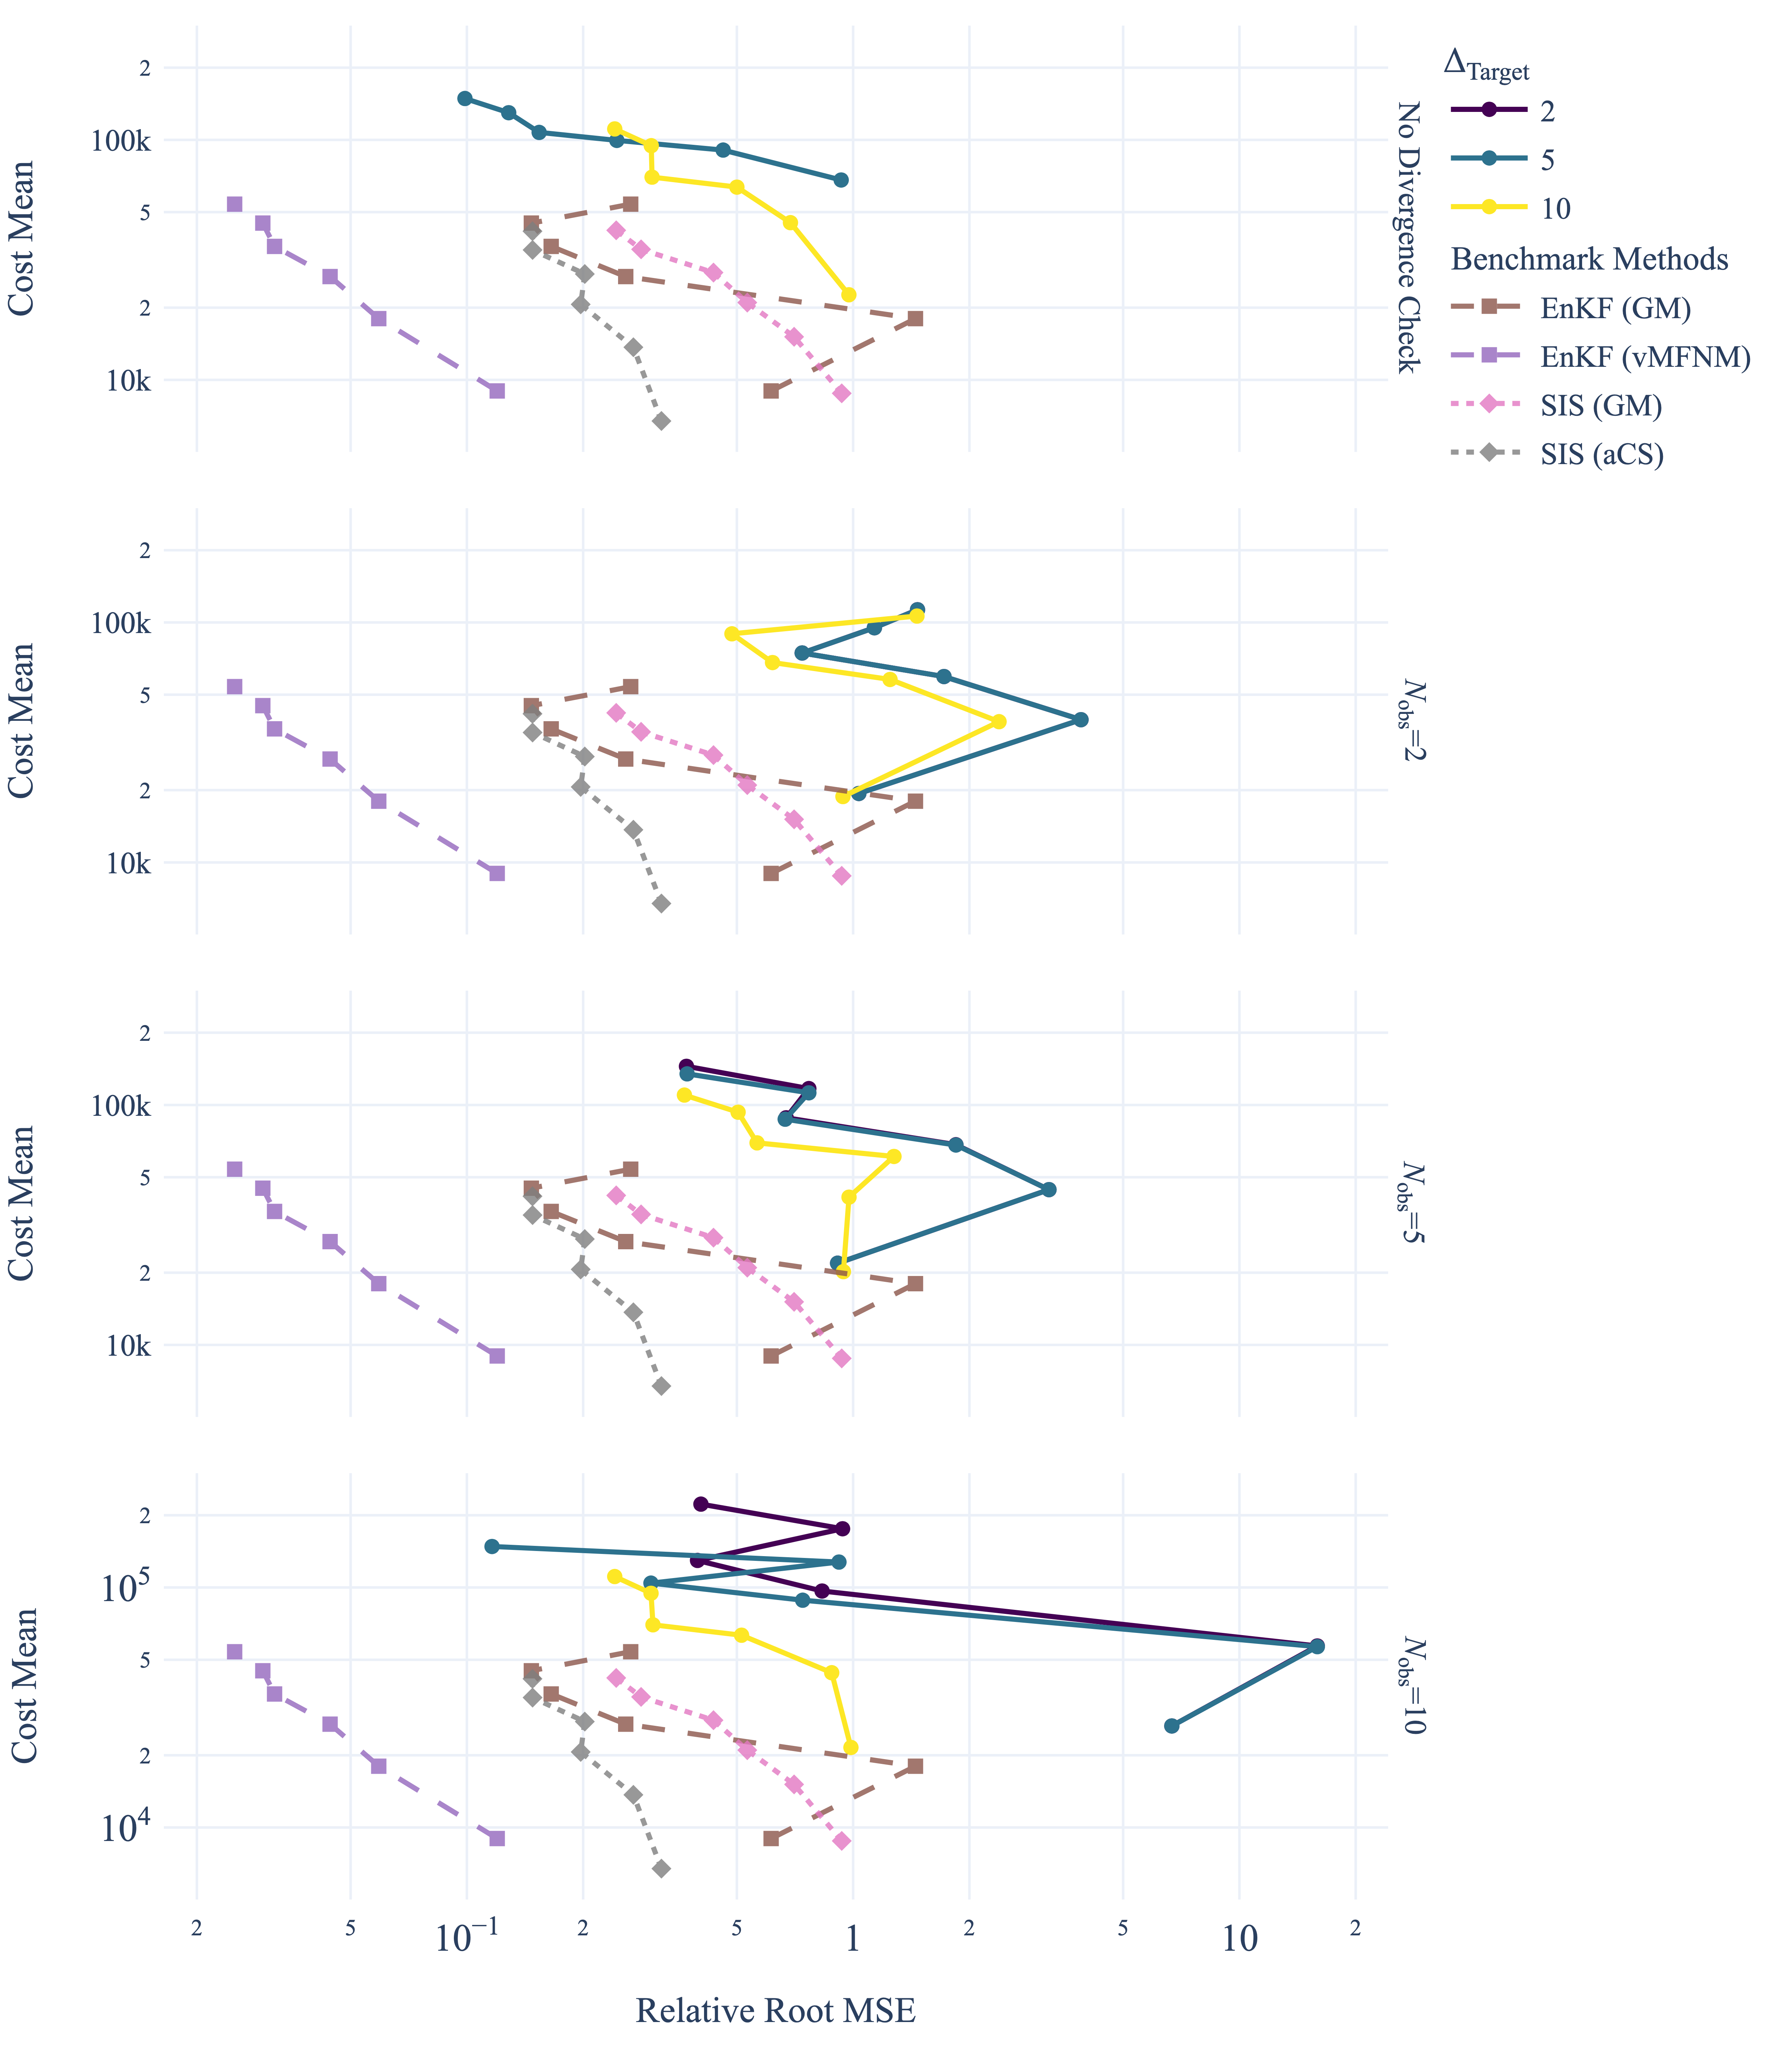 Δ_Target
2
5
10
Benchmark Methods
EnKF (GM)
EnKF (vMFNM)
SIS (GM)
SIS (aCS)
2
100k
5
2
10k
Cost Mean
No Divergence Check
2
100k
5
2
10k
Cost Mean
N_obs=2
2
100k
5
2
10k
Cost Mean
N_obs=5
2
10^5
5
2
10^4
Cost Mean
N_obs=10
2 5 10^−1 2 5 1 2 5 10 2
Relative Root MSE